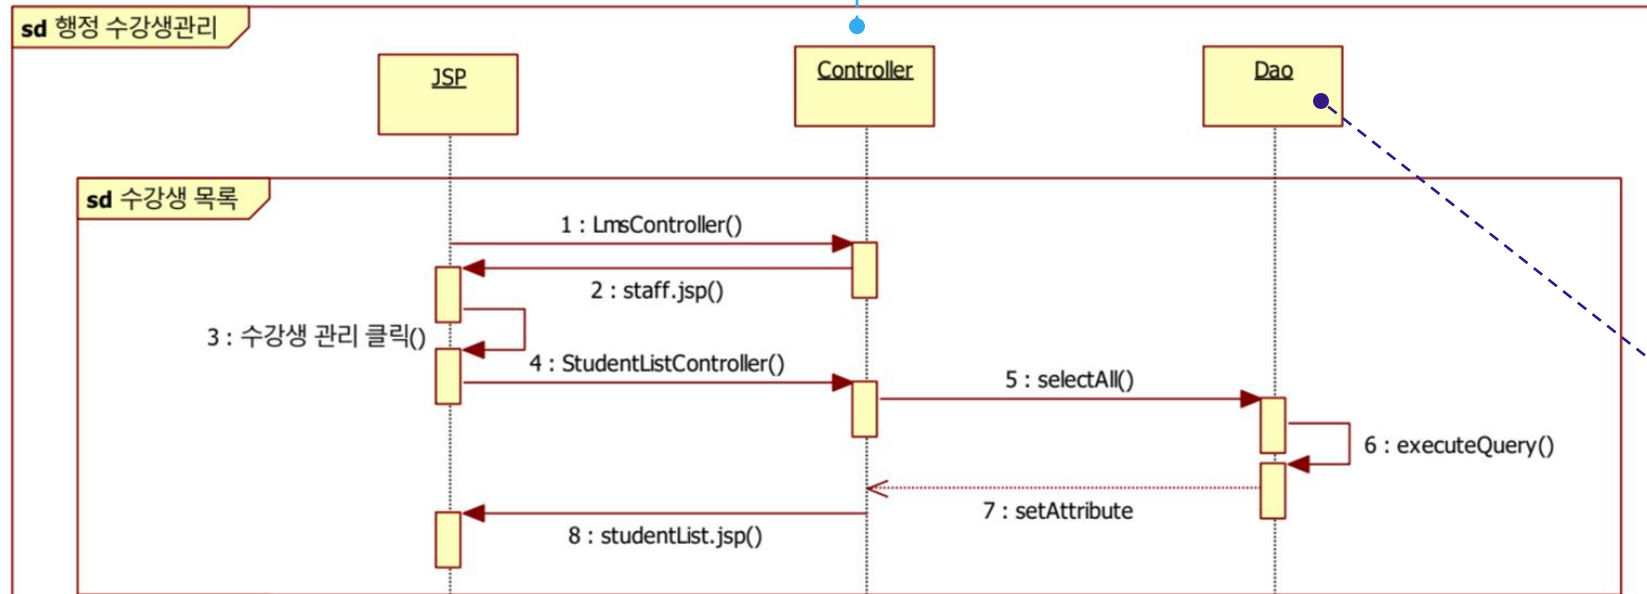 sd 행정 수강생관리
JSP
Controller
Dao
sd 수강생 목록
1 : LmsController()
2 : staff.jsp()
3 : 수강생 관리 클릭()
4 : StudentListController()
5 : selectAll()
6 : executeQuery()
7 : setAttribute
8 : studentList.jsp()